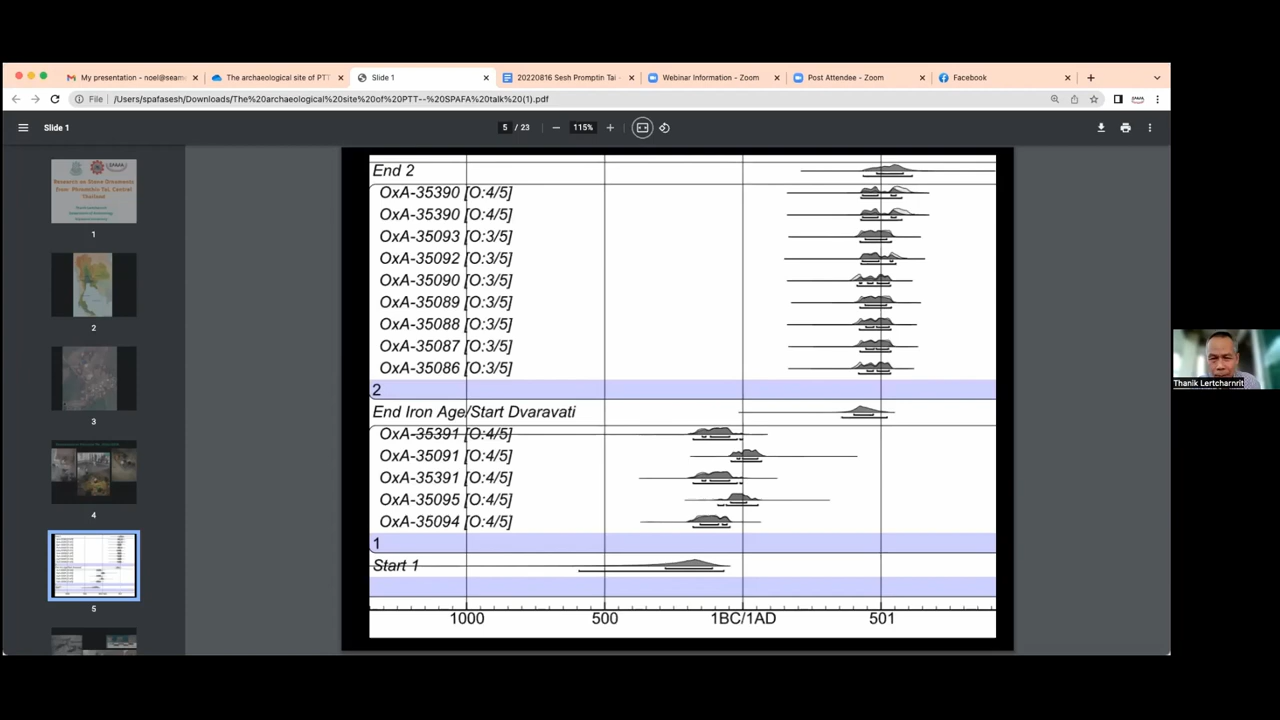 My presentation - noel@seam
The archaeological site of PTT
Slide 1
20220816 Sesh Promptin Tai -
Webinar Information - Zoom
Post Attendee - Zoom
Facebook
File /Users/spafasesh/Downloads/The%20archaeological%20site%20of%20PTT--%20SPAFA%20talk%20(1).pdf
Slide 1
5 / 23
115%
1
2
3
4
5
End 2
OxA-35390 [O:4/5]
OxA-35390 [O:4/5]
OxA-35093 [O:3/5]
OxA-35092 [O:3/5]
OxA-35090 [O:3/5]
OxA-35089 [O:3/5]
OxA-35088 [O:3/5]
OxA-35087 [O:3/5]
OxA-35086 [O:3/5]
2
End Iron Age/Start Dvaravati
OxA-35391 [O:4/5]
OxA-35091 [O:4/5]
OxA-35391 [O:4/5]
OxA-35095 [O:4/5]
OxA-35094 [O:4/5]
1
Start 1
1000 500 1BC/1AD 501
Thanik Lertcharnrit